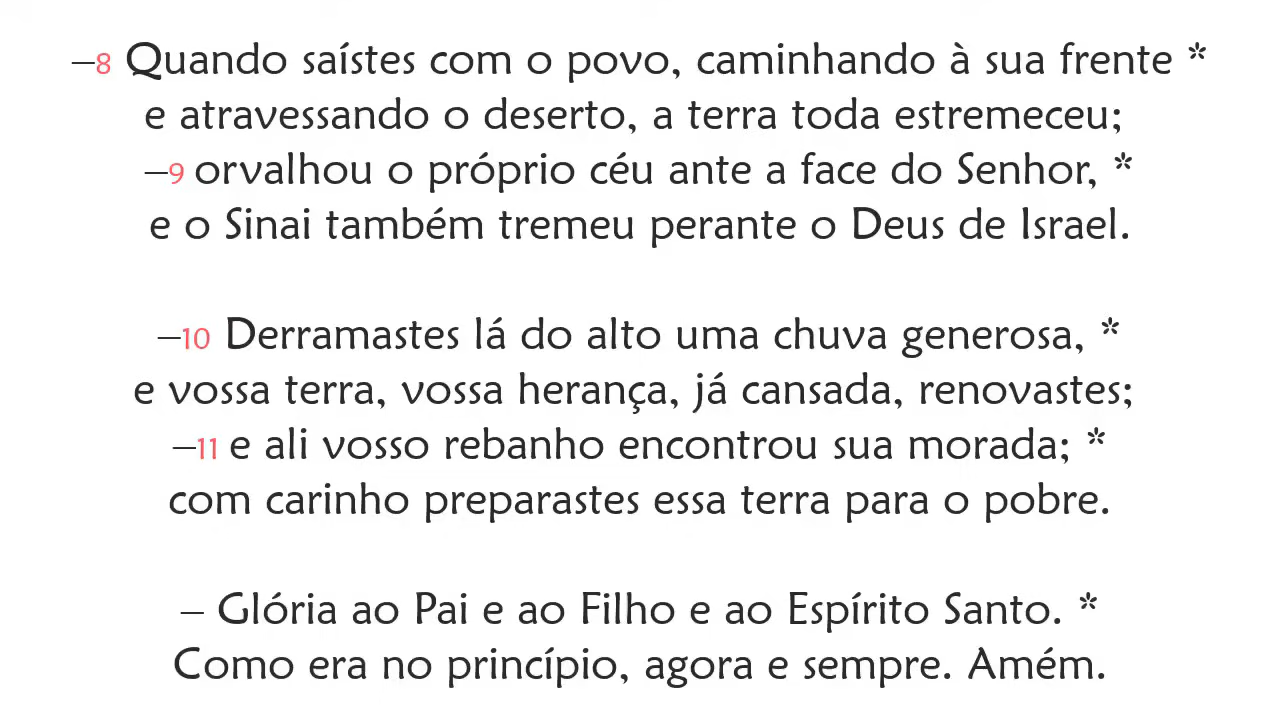 –8 Quando saístes com o povo, caminhando à sua frente *
e atravessando o deserto, a terra toda estremeceu;
–9 orvalhou o próprio céu ante a face do Senhor, *
e o Sinai também tremeu perante o Deus de Israel.
–10 Derramastes lá do alto uma chuva generosa, *
e vossa terra, vossa herança, já cansada, renovastes;
–11 e ali vosso rebanho encontrou sua morada; *
com carinho preparastes essa terra para o pobre.
– Glória ao Pai e ao Filho e ao Espírito Santo. *
Como era no princípio, agora e sempre. Amém.